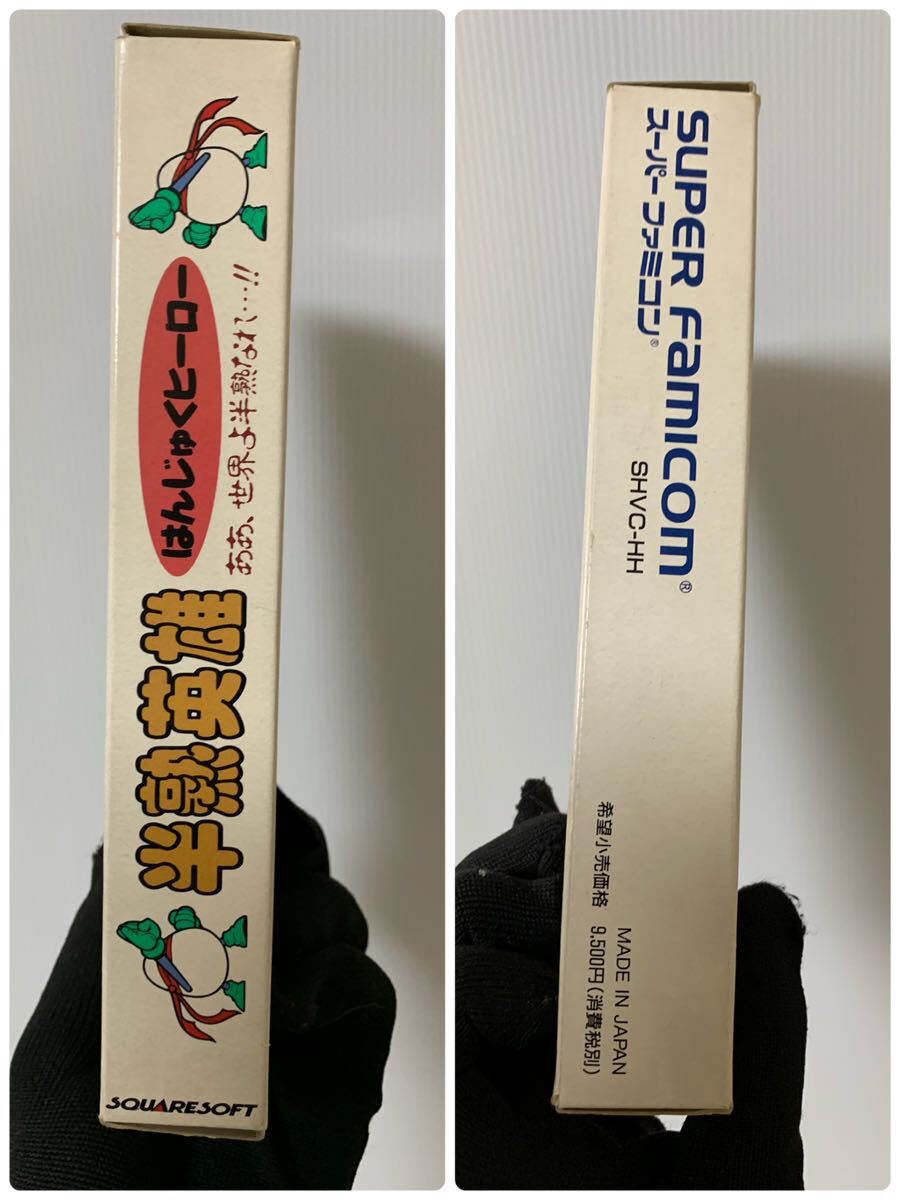 半熟英雄
はんじゅくヒーロー
ああ、世界よ半熟なれ…!!
SQUARESOFT
SUPER FAMICOM®
スーパーファミコン®
SHVC-HH
MADE IN JAPAN
希望小売価格 9,500円(消費税別)